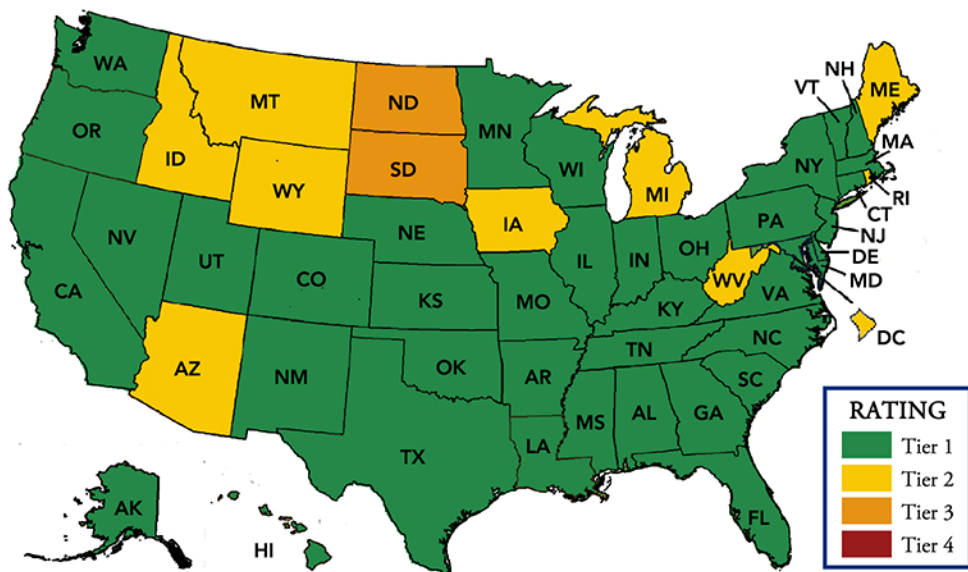 WA
OR
CA
NV
ID
MT
WY
UT
AZ
CO
NM
ND
SD
NE
KS
OK
TX
MN
IA
MO
AR
LA
WI
IL
MI
IN
OH
KY
TN
MS
AL
GA
FL
SC
NC
VA
WV
PA
NY
VT
NH
ME
MA
RI
CT
NJ
DE
MD
DC
AK
HI
RATING
Tier 1
Tier 2
Tier 3
Tier 4